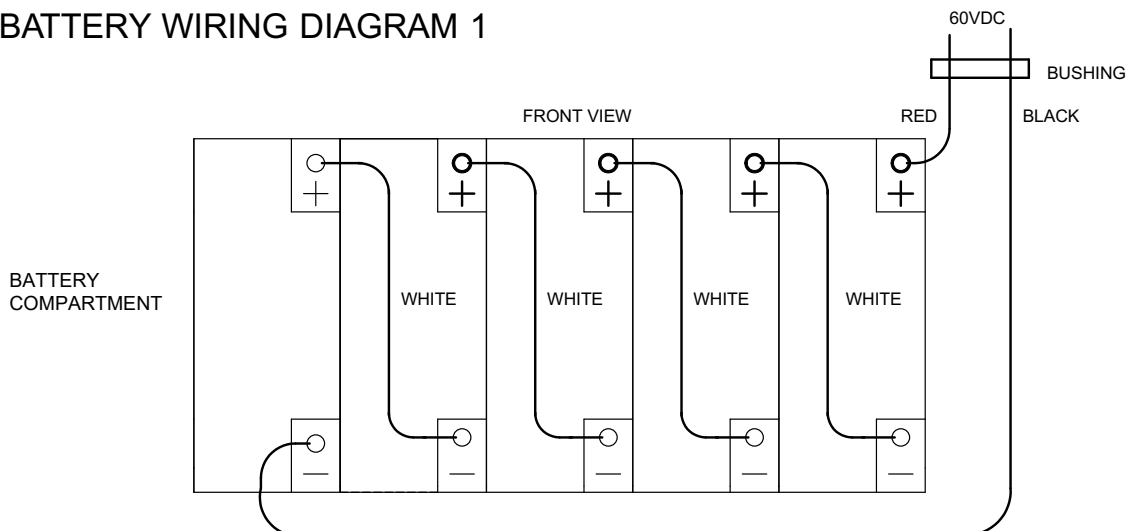 BATTERY WIRING DIAGRAM 1
60VDC
BUSHING
FRONT VIEW
RED
BLACK
+
+
+
+
+
BATTERY
COMPARTMENT
WHITE
WHITE
WHITE
WHITE
—
—
—
—
—